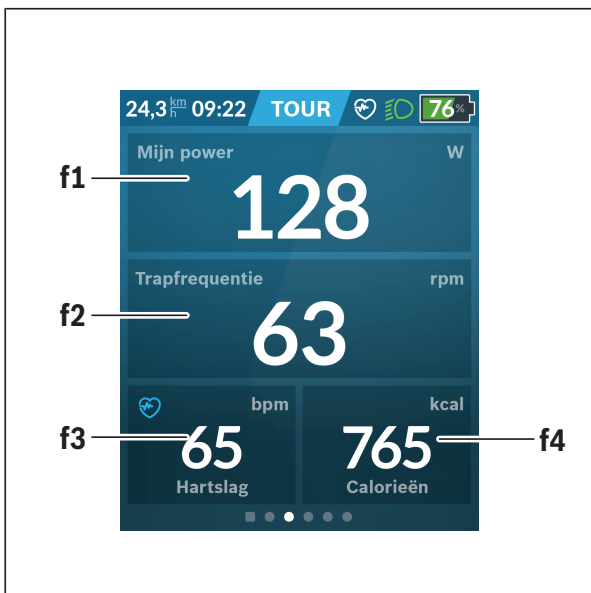 24,3 km/h 09:22 TOUR 76%
Mijn power W
f1
128
Trapfrequentie rpm
f2
63
bpm kcal
f3 65 765 f4
Hartslag Calorieën